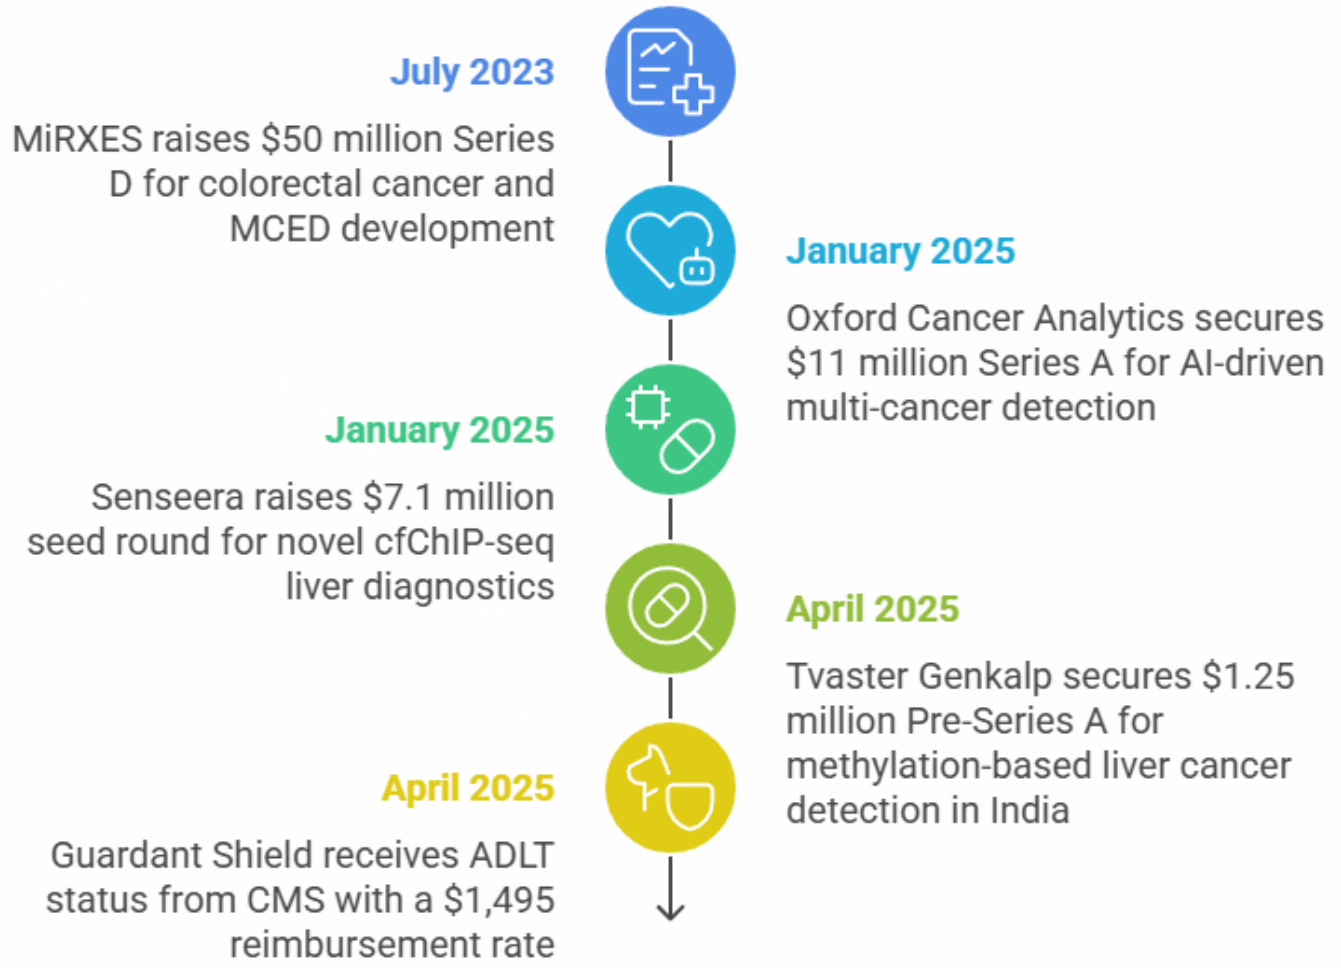 July 2023
MiRXES raises $50 million Series
D for colorectal cancer and
MCED development
January 2025
Oxford Cancer Analytics secures
$11 million Series A for AI-driven
multi-cancer detection
January 2025
Senseera raises $7.1 million
seed round for novel cfChIP-seq
liver diagnostics
April 2025
Tvaster Genkalp secures $1.25
million Pre-Series A for
methylation-based liver cancer
detection in India
April 2025
Guardant Shield receives ADLT
status from CMS with a $1,495
reimbursement rate